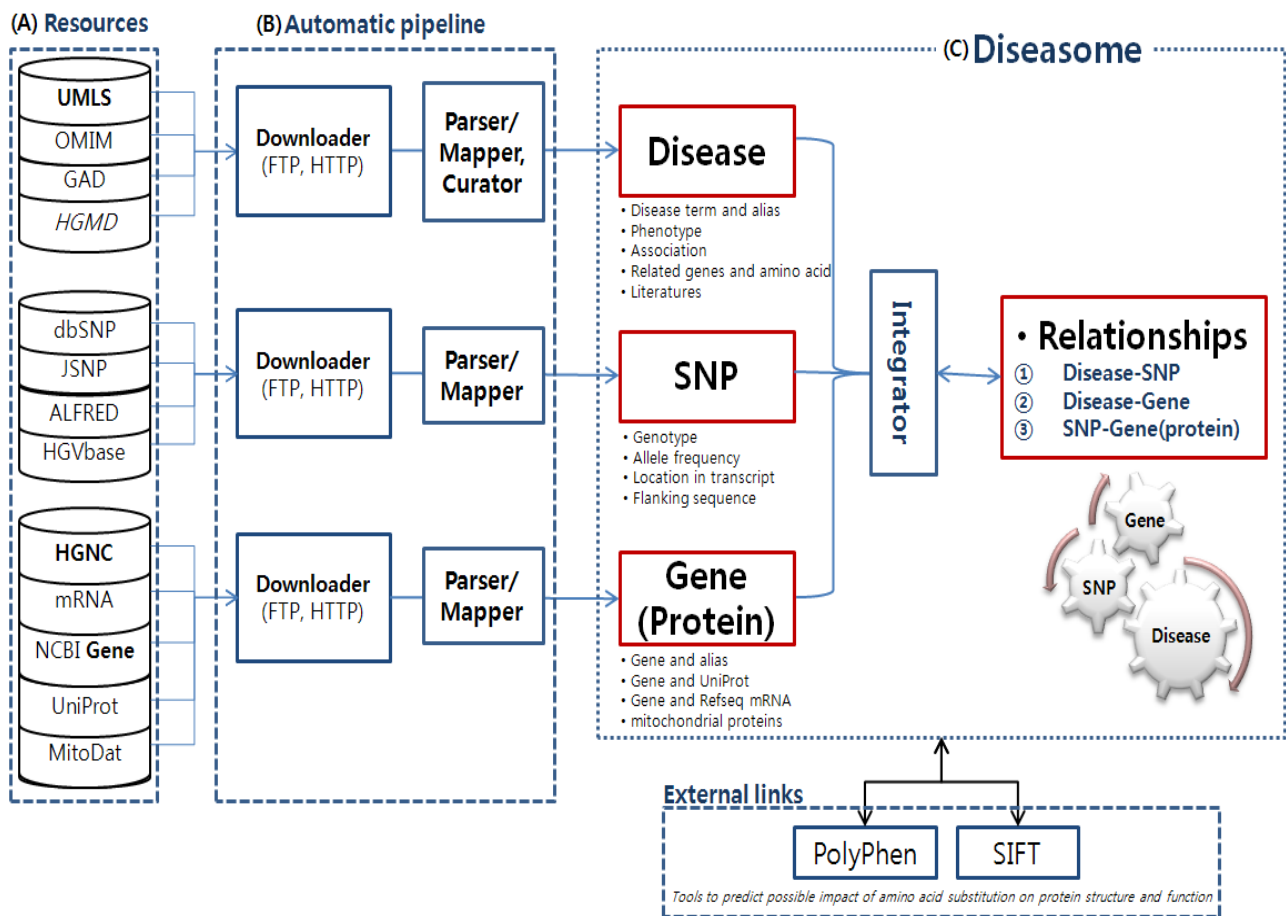 (A) Resources
UMLS
OMIM
GAD
HGMD
dbSNP
JSNP
ALFRED
HGVbase
HGNC
mRNA
NCBI Gene
UniProt
MitoDat
(B) Automatic pipeline
Downloader
(FTP, HTTP)
Parser/
Mapper,
Curator
Downloader
(FTP, HTTP)
Parser/
Mapper
Downloader
(FTP, HTTP)
Parser/
Mapper
(C) Diseasome
Disease
• Disease term and alias
• Phenotype
• Association
• Related genes and amino acid
• Literatures
SNP
• Genotype
• Allele frequency
• Location in transcript
• Flanking sequence
Gene
(Protein)
• Gene and alias
• Gene and UniProt
• Gene and Refseq mRNA
• mitochondrial proteins
Integrator
• Relationships
① Disease-SNP
② Disease-Gene
③ SNP-Gene(protein)
Gene
SNP
Disease
External links
PolyPhen
SIFT
Tools to predict possible impact of amino acid substitution on protein structure and function